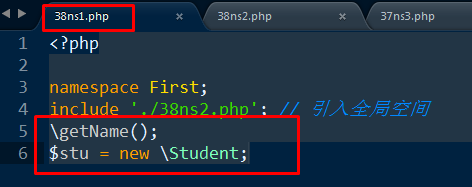 38ns1.php × 38ns2.php × 37ns3.php
1 <?php
2
3 namespace First;
4 include './38ns2.php'; // 引入全局空间
5 \getName();
6 $stu = new \Student;